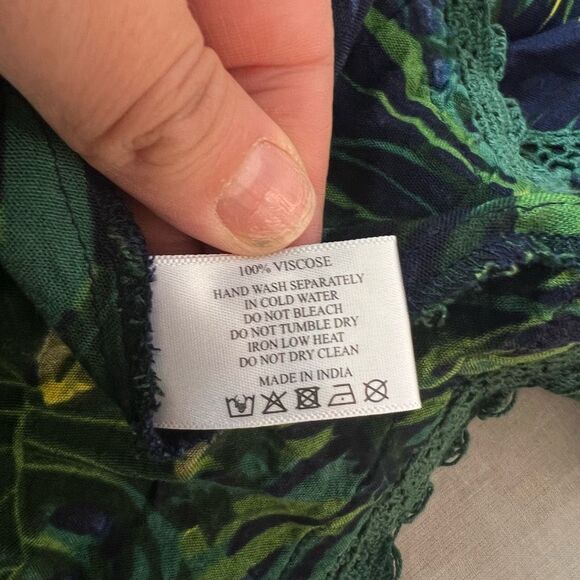 100% VISCOSE
HAND WASH SEPARATELY
IN COLD WATER
DO NOT BLEACH
DO NOT TUMBLE DRY
IRON LOW HEAT
DO NOT DRY CLEAN
MADE IN INDIA